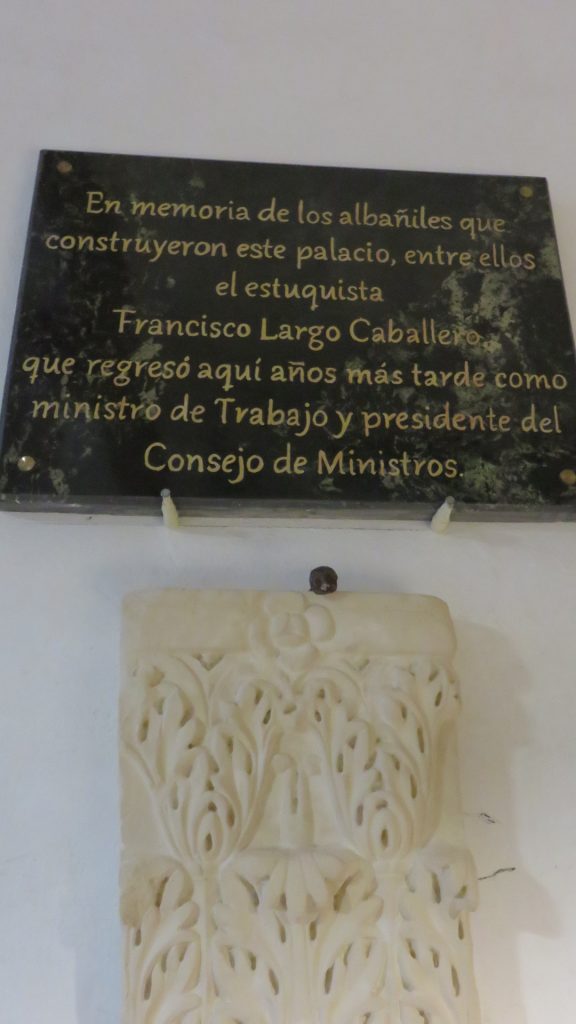 En memoria de los albañiles que
construyeron este palacio, entre ellos
el estuquista
Francisco Largo Caballero,
que regresó aquí años más tarde como
ministro de Trabajo y presidente del
Consejo de Ministros.